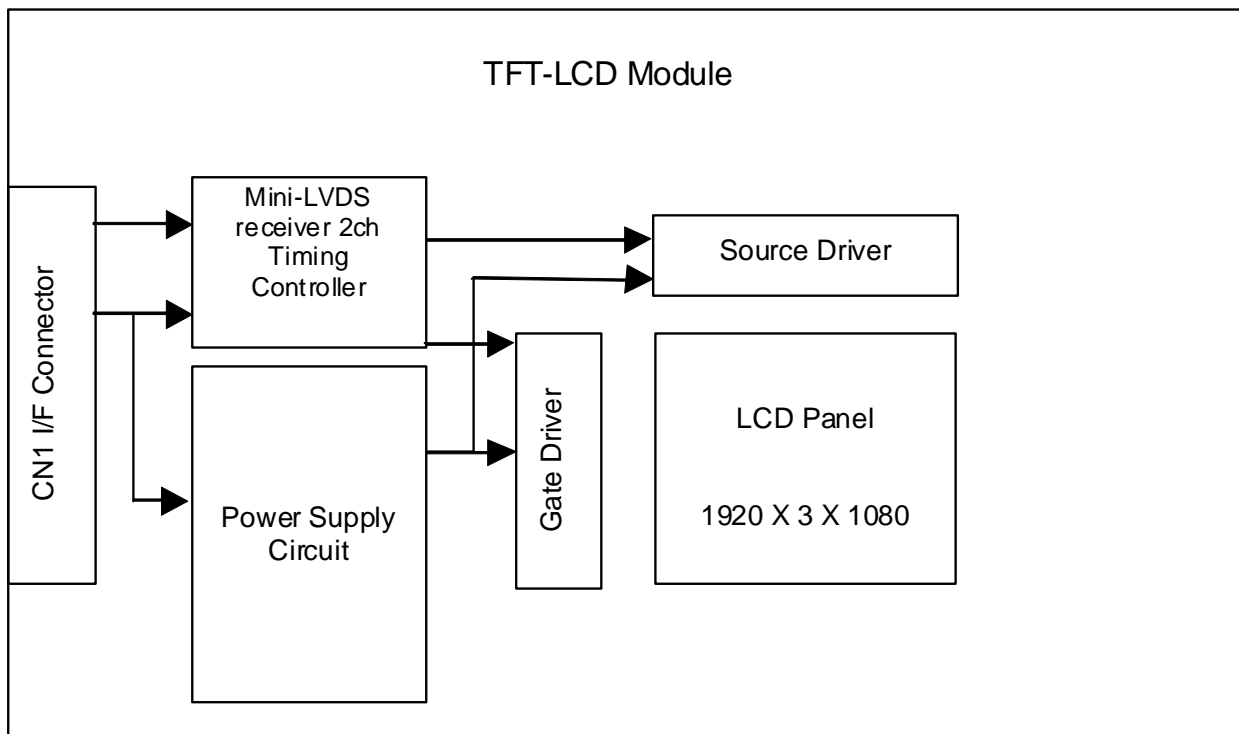 TFT-LCD Module
CN1 I/F Connector
Mini-LVDS
receiver 2ch
Timing
Controller
Source Driver
Power Supply
Circuit
Gate Driver
LCD Panel
1920 X 3 X 1080